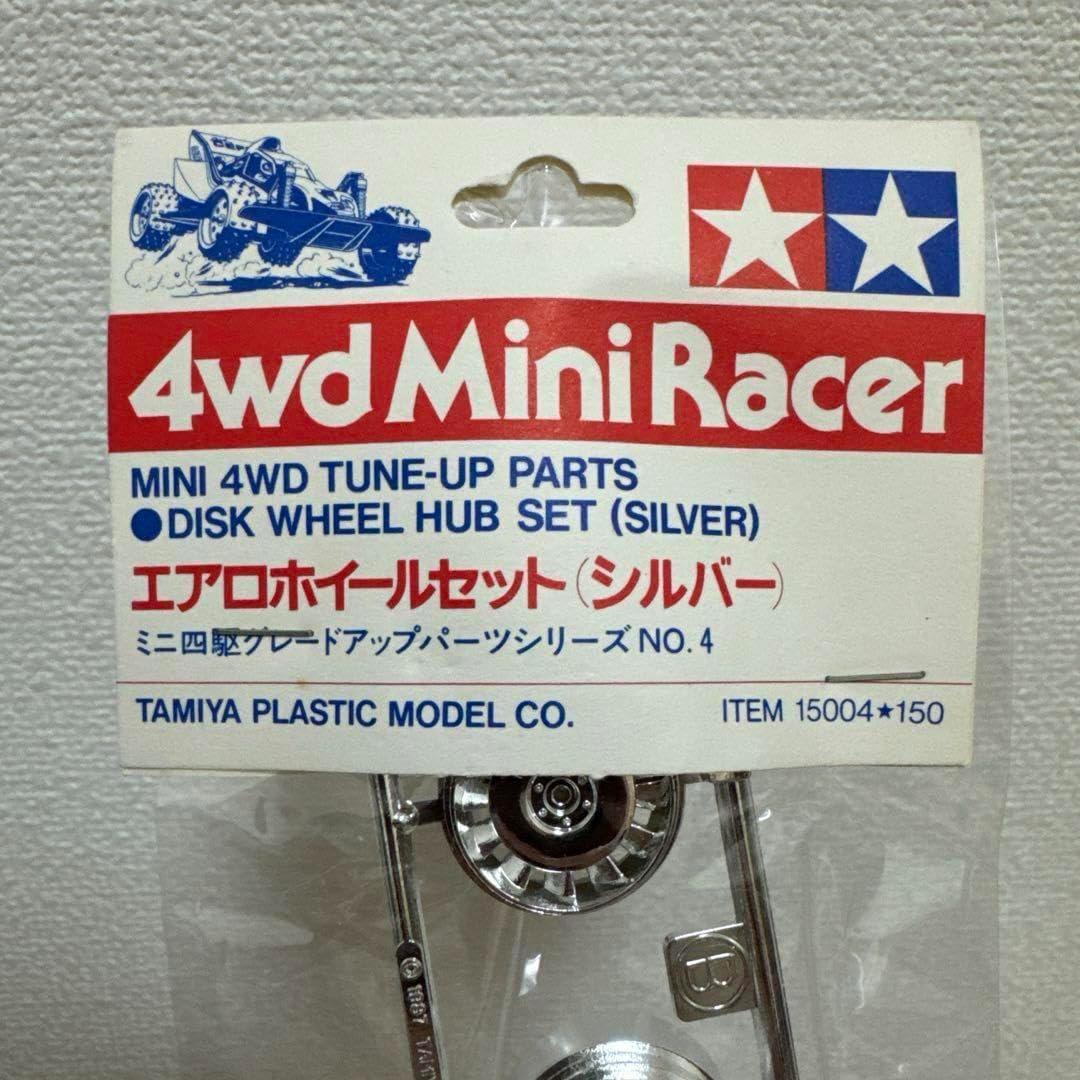 4wd Mini Racer
MINI 4WD TUNE-UP PARTS
●DISK WHEEL HUB SET (SILVER)
エアロホイールセット(シルバー)
ミニ四駆グレードアップパーツシリーズ NO.4
TAMIYA PLASTIC MODEL CO.
ITEM 15004★150
B
© 1987